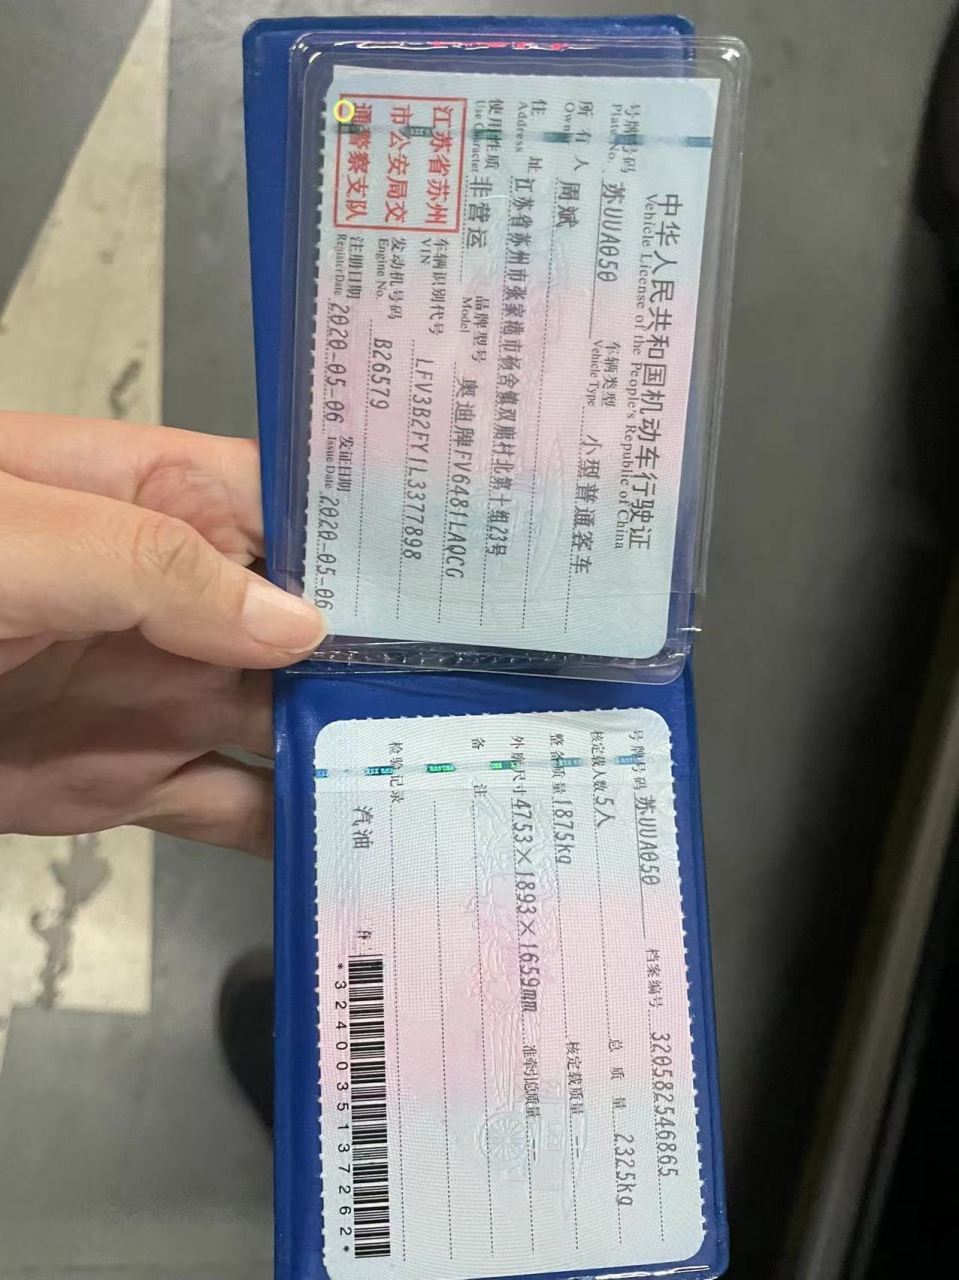 中华人民共和国机动车行驶证
Vehicle License of the People's Republic of China
号牌号码 苏UUA050 车辆类型 小型普通客车
Plate No. Vehicle Type
所有人 周斌
Owner
住址 江苏省苏州市张家港市杨舍镇双塘村北第十组23号
Address
使用性质 非营运 品牌型号 奥迪牌FV6481LAQCG
Use Character Model
江苏省苏州
市公安局交
通警察支队
车辆识别代号 LFV3B2FY1L3377898
VIN
发动机号码 B26579
Engine No.
注册日期 2020-05-06 发证日期 2020-05-06
Register Date Issue Date
号牌号码 苏UUA050 档案编号 320582546865
核定载人数 5人 总质量 2325kg
整备质量 1875kg 核定载质量 --
外廓尺寸 4753×1893×1659mm 准牵引总质量 --
备注
检验记录
汽油
*3240035137262*